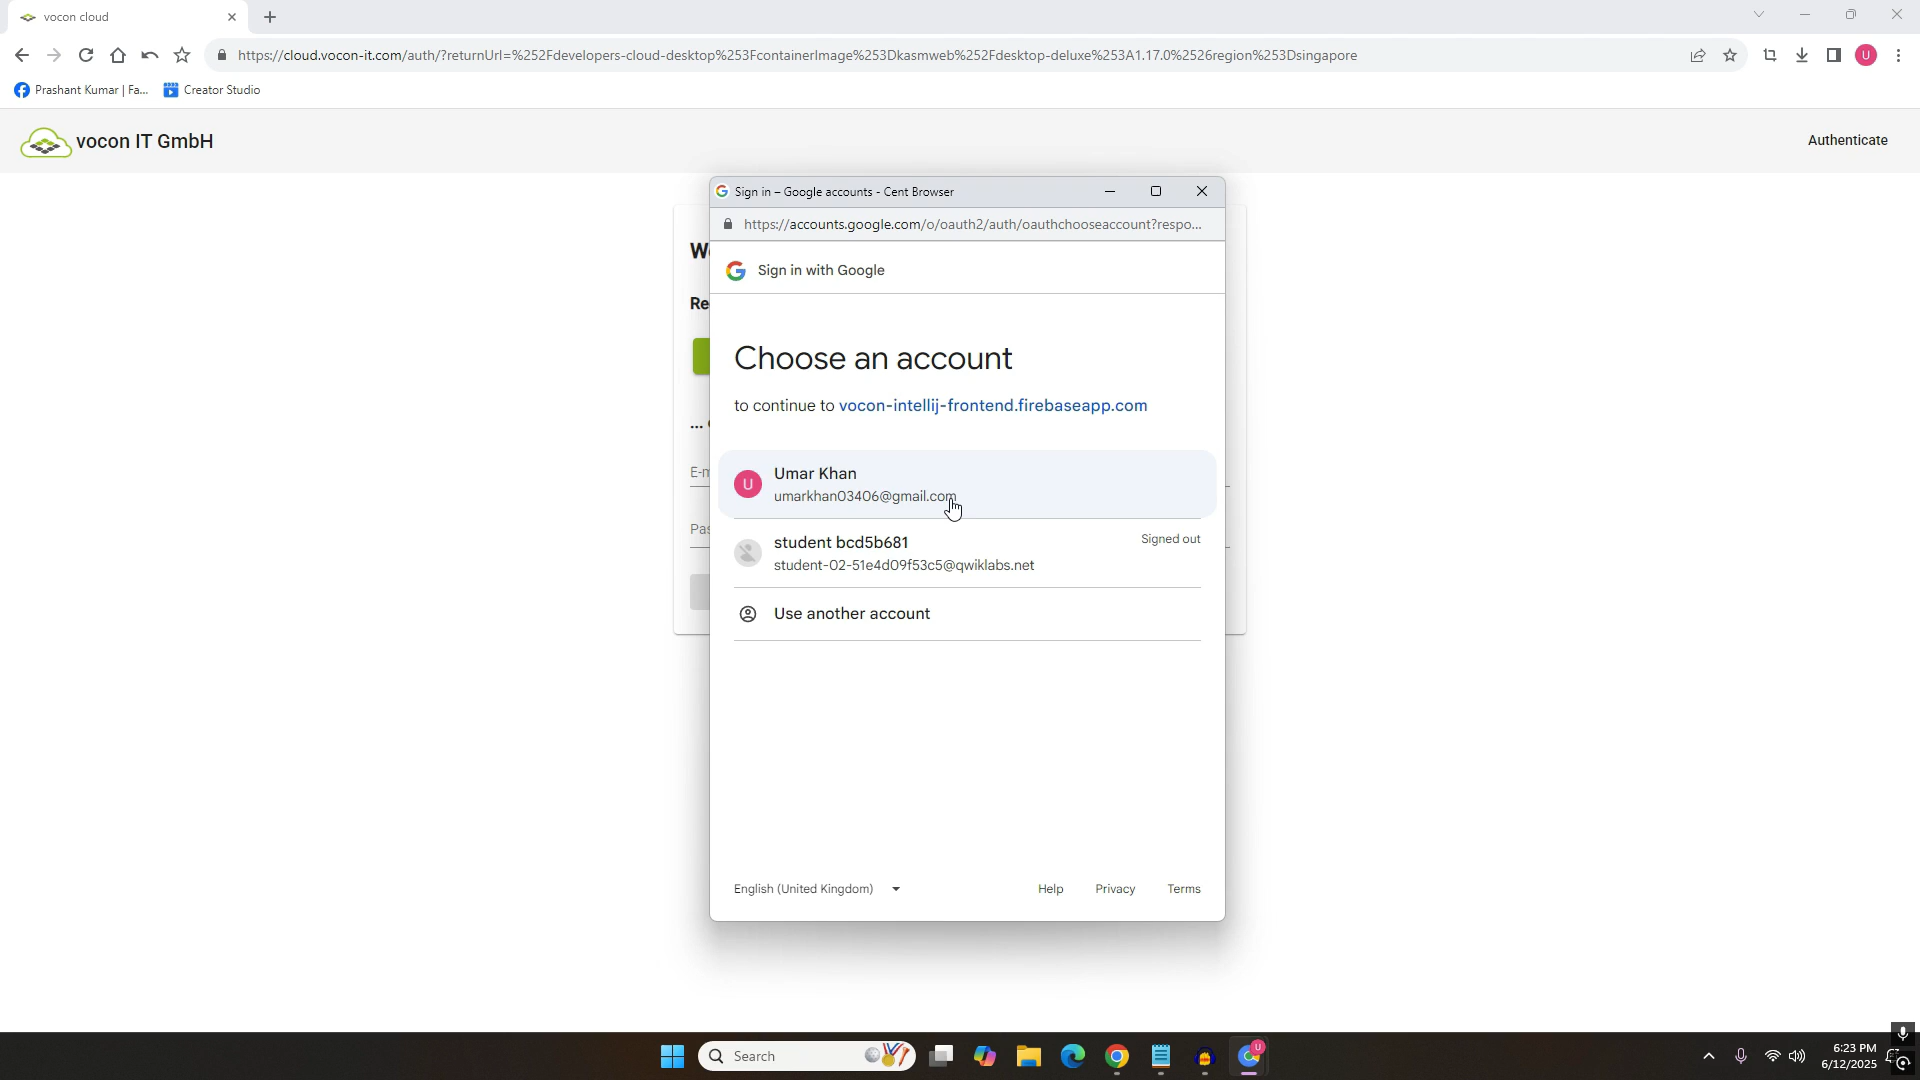 vocon cloud
https://cloud.vocon-it.com/auth/?returnUrl=%252Fdevelopers-cloud-desktop%253FcontainerImage%253Dkasmweb%252Fdesktop-deluxe%253A1.17.0%2526region%253Dsingapore
U
Prashant Kumar | Fa...
Creator Studio
vocon IT GmbH
Authenticate
Sign in – Google accounts - Cent Browser
https://accounts.google.com/o/oauth2/auth/oauthchooseaccount?respo...
Sign in with Google
Choose an account
to continue to vocon-intellij-frontend.firebaseapp.com
...
U
Umar Khan
umarkhan03406@gmail.com
student bcd5b681
Signed out
student-02-51e4d09f53c5@qwiklabs.net
Use another account
English (United Kingdom)
Help
Privacy
Terms
Search
U
6:23 PM
6/12/2025